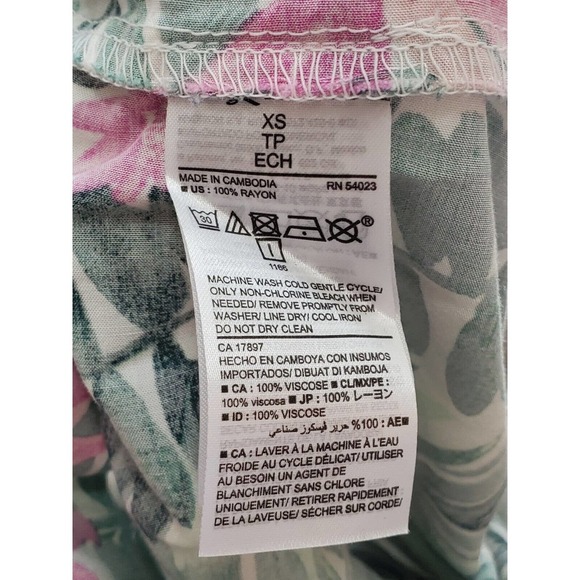 XS
TP
ECH
MADE IN CAMBODIA RN 54023
■ US : 100% RAYON
30
1166
MACHINE WASH COLD GENTLE CYCLE/
ONLY NON-CHLORINE BLEACH WHEN
NEEDED/ REMOVE PROMPTLY FROM
WASHER/ LINE DRY/ COOL IRON/
DO NOT DRY CLEAN
CA 17897
HECHO EN CAMBOYA CON INSUMOS
IMPORTADOS/ DIBUAT DI KAMBOJA
■ CA : 100% VISCOSE ■ CL/MX/PE :
100% viscosa ■ JP : 100% レーヨン
■ ID : 100% VISCOSE
■ AE: 100% حرير فيسكوز صناعي
■ CA : LAVER À LA MACHINE À L'EAU
FROIDE AU CYCLE DÉLICAT/ UTILISER
AU BESOIN UN AGENT DE
BLANCHIMENT SANS CHLORE
UNIQUEMENT/ RETIRER RAPIDEMENT
DE LA LAVEUSE/ SÉCHER SUR CORDE/